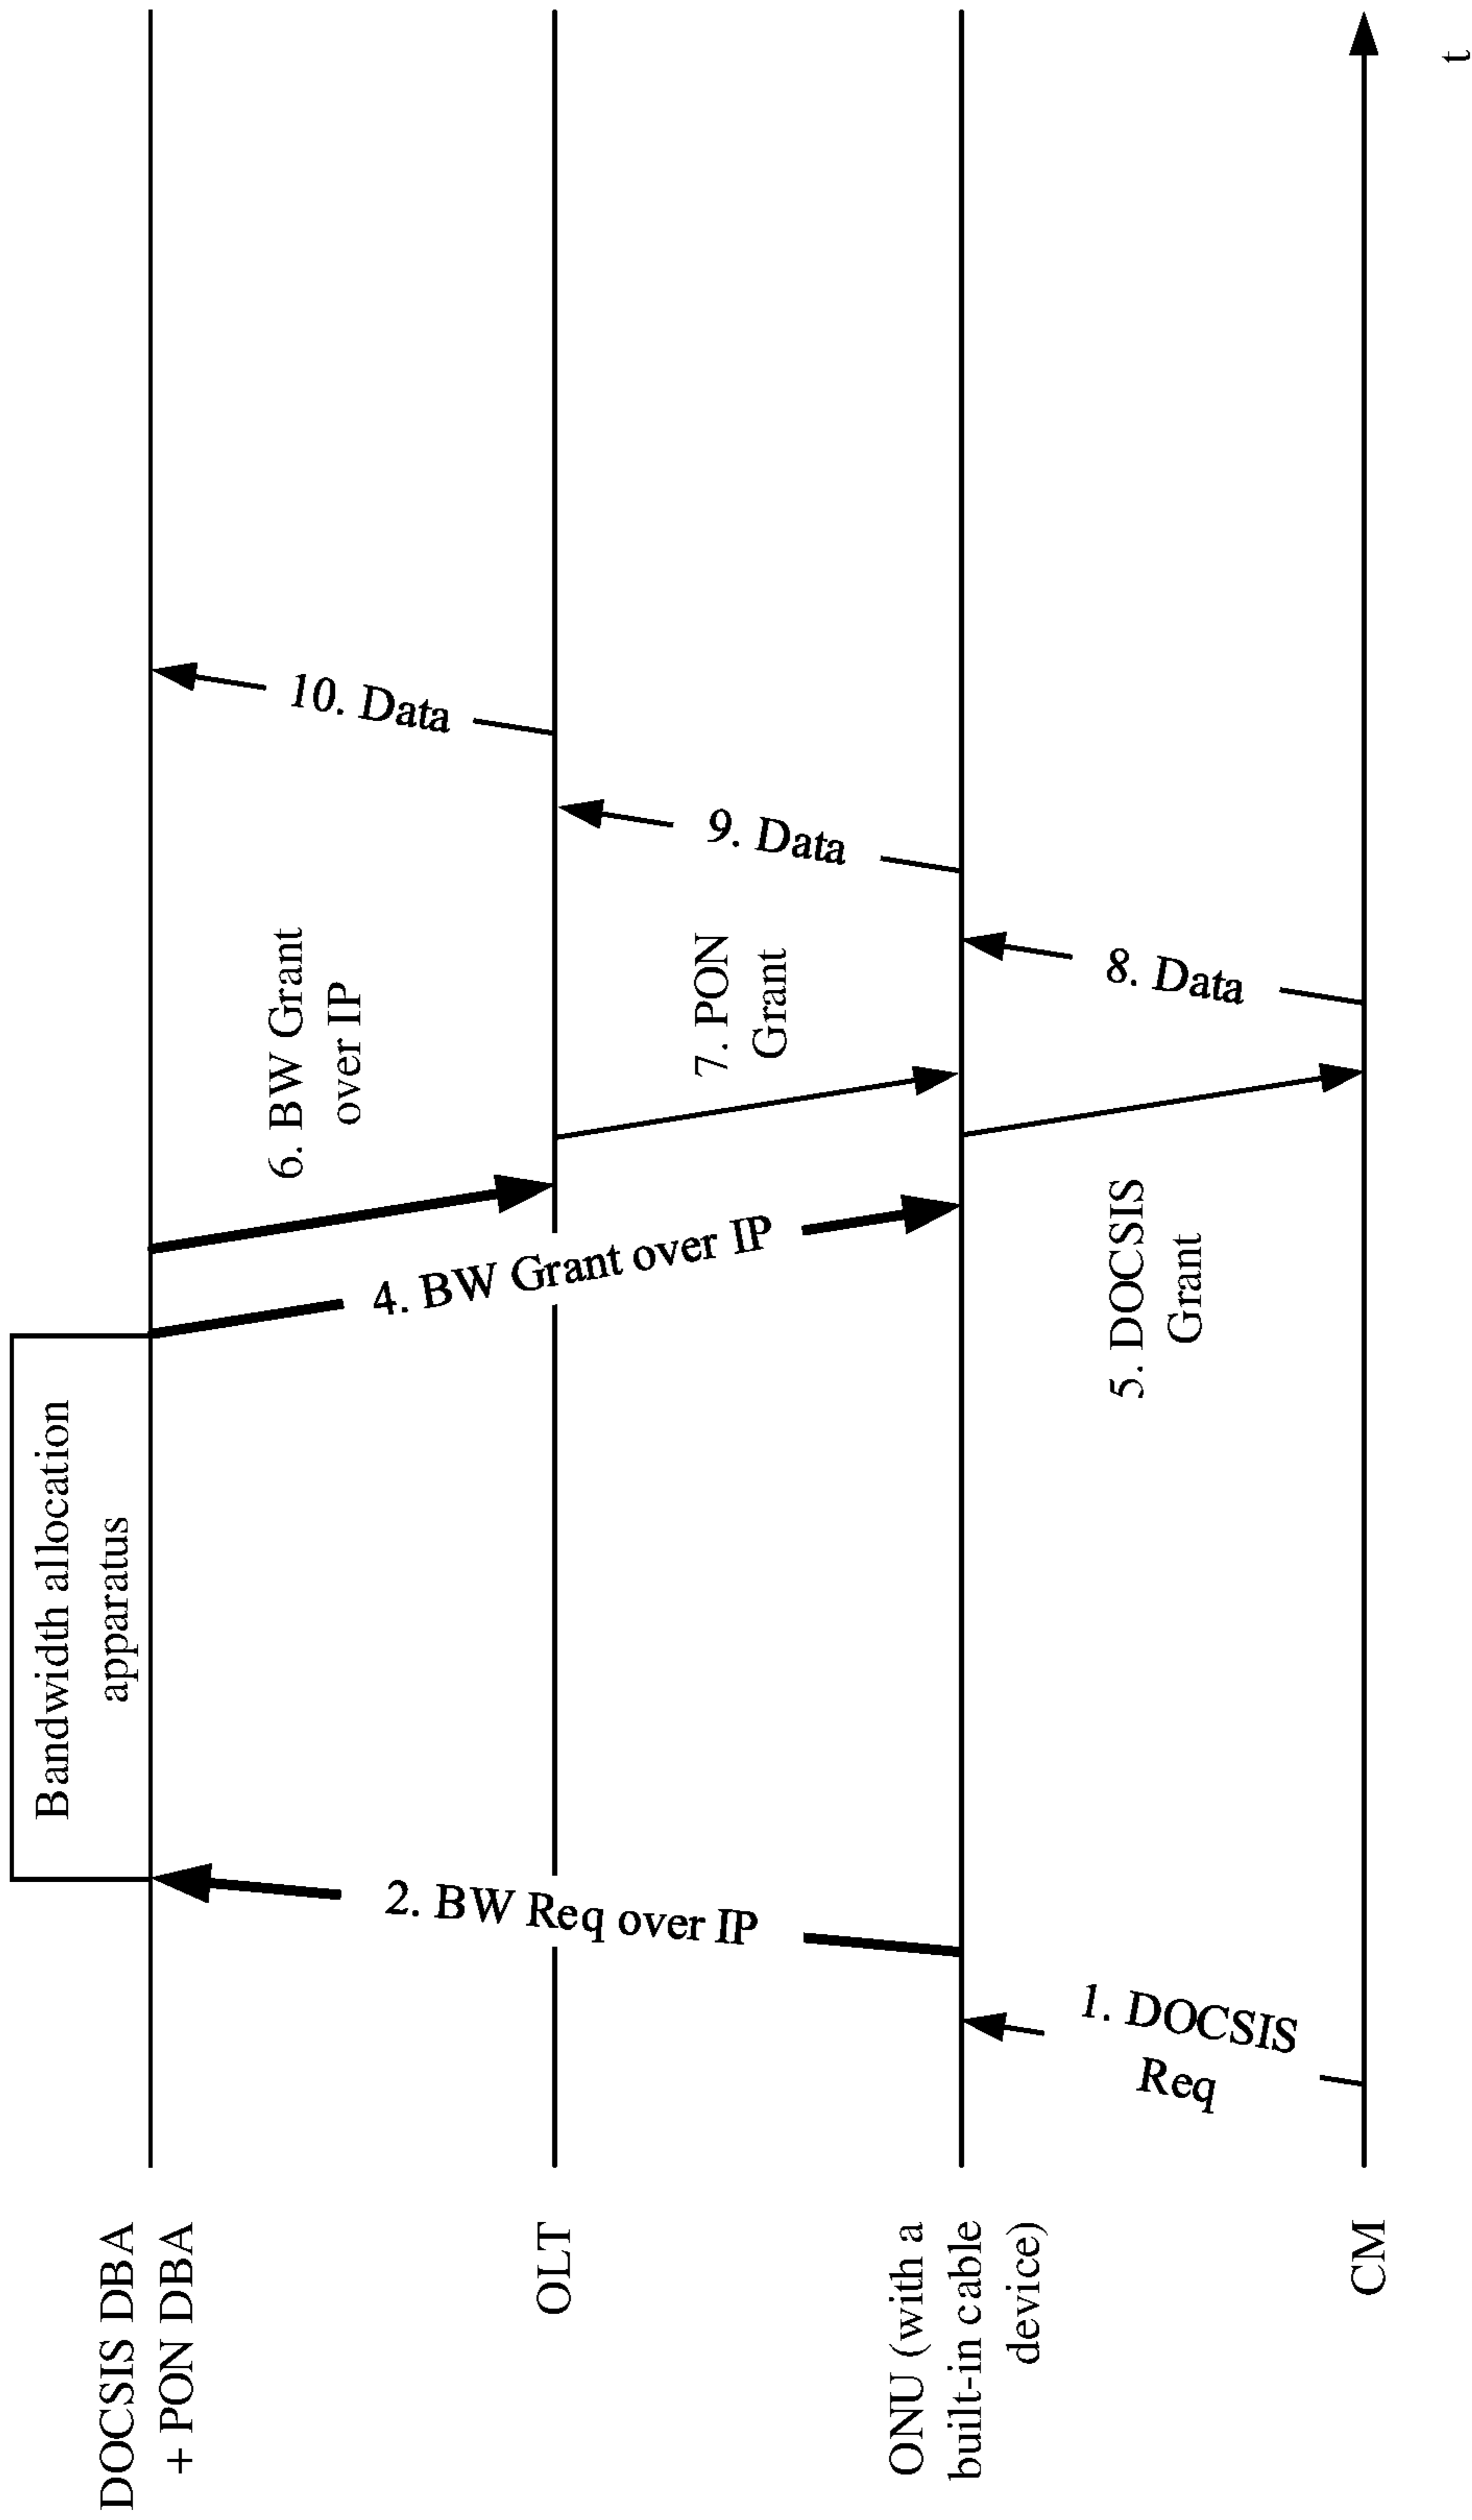 Bandwidth allocation
apparatus
DOCSIS DBA
+ PON DBA
OLT
ONU (with a
built-in cable
device)
CM
1. DOCSIS
Req
2. BW Req over IP
4. BW Grant over IP
5. DOCSIS
Grant
6. BW Grant
over IP
7. PON
Grant
8. Data
9. Data
10. Data
t